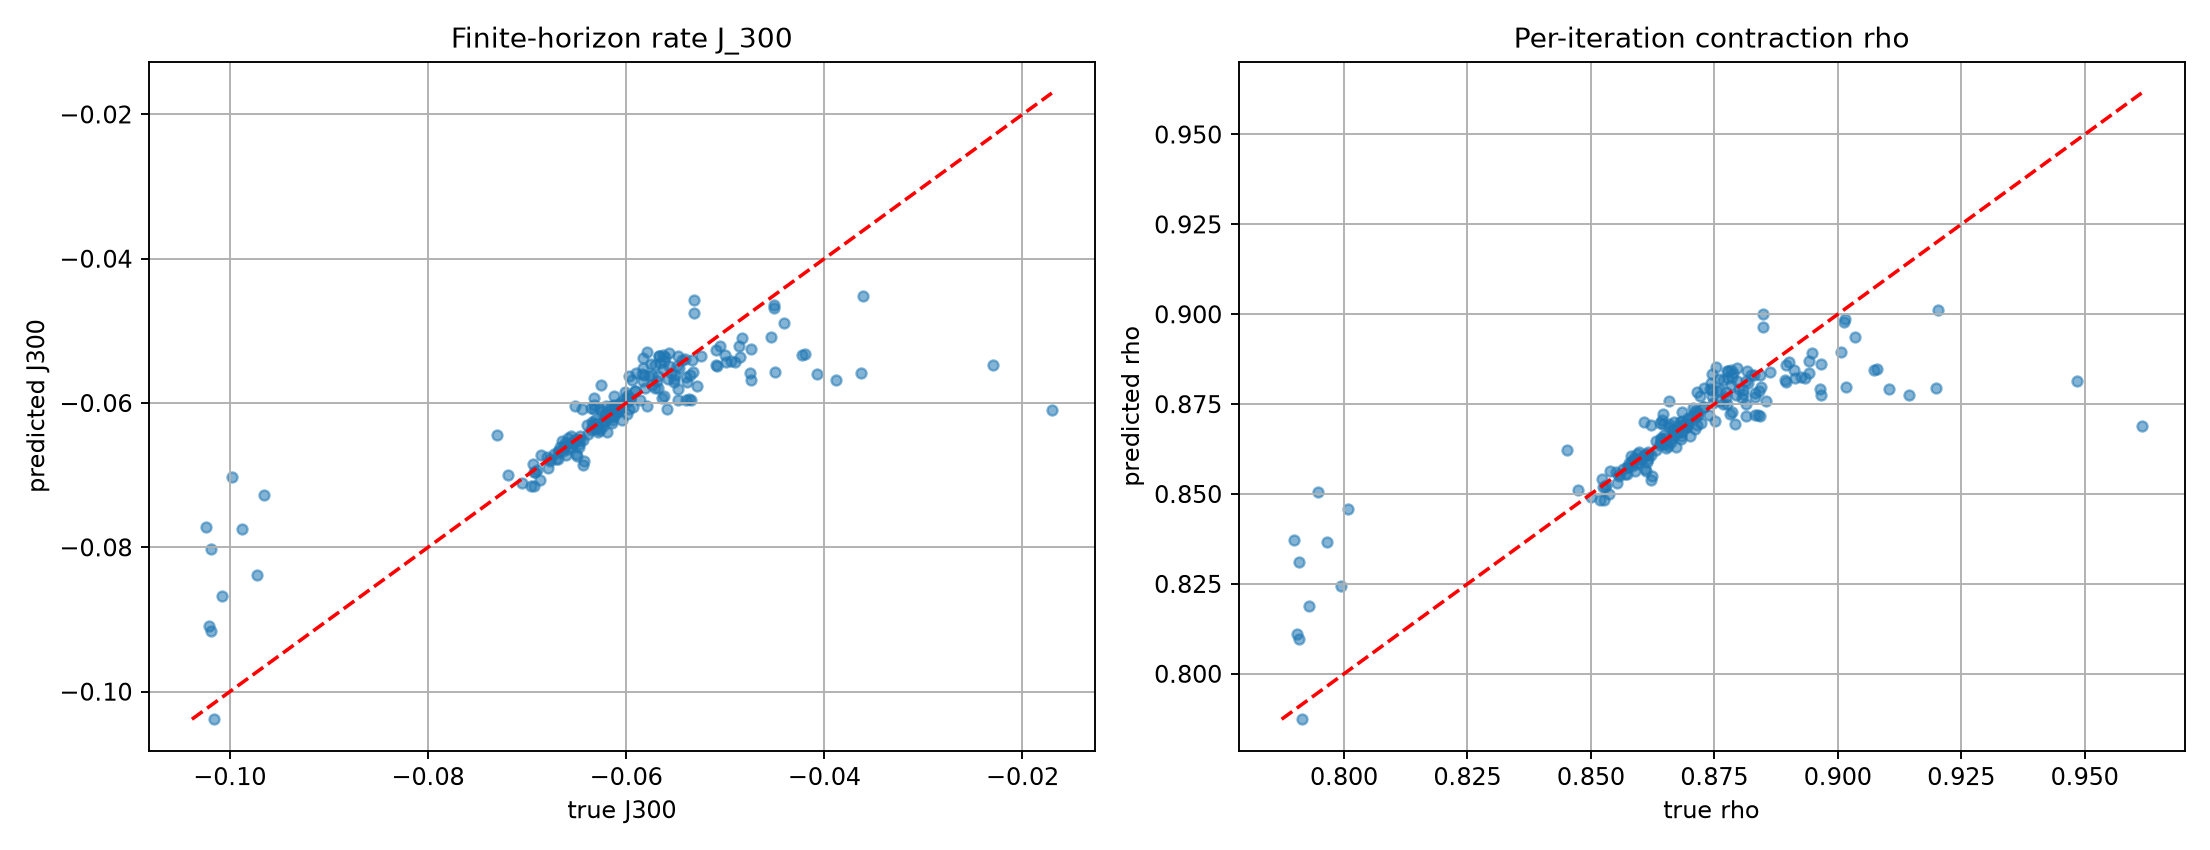 Finite-horizon rate J_300
Per-iteration contraction rho
predicted J300
−0.02
−0.04
−0.06
−0.08
−0.10
−0.10 −0.08 −0.06 −0.04 −0.02
true J300
predicted rho
0.950
0.925
0.900
0.875
0.850
0.825
0.800
0.800 0.825 0.850 0.875 0.900 0.925 0.950
true rho